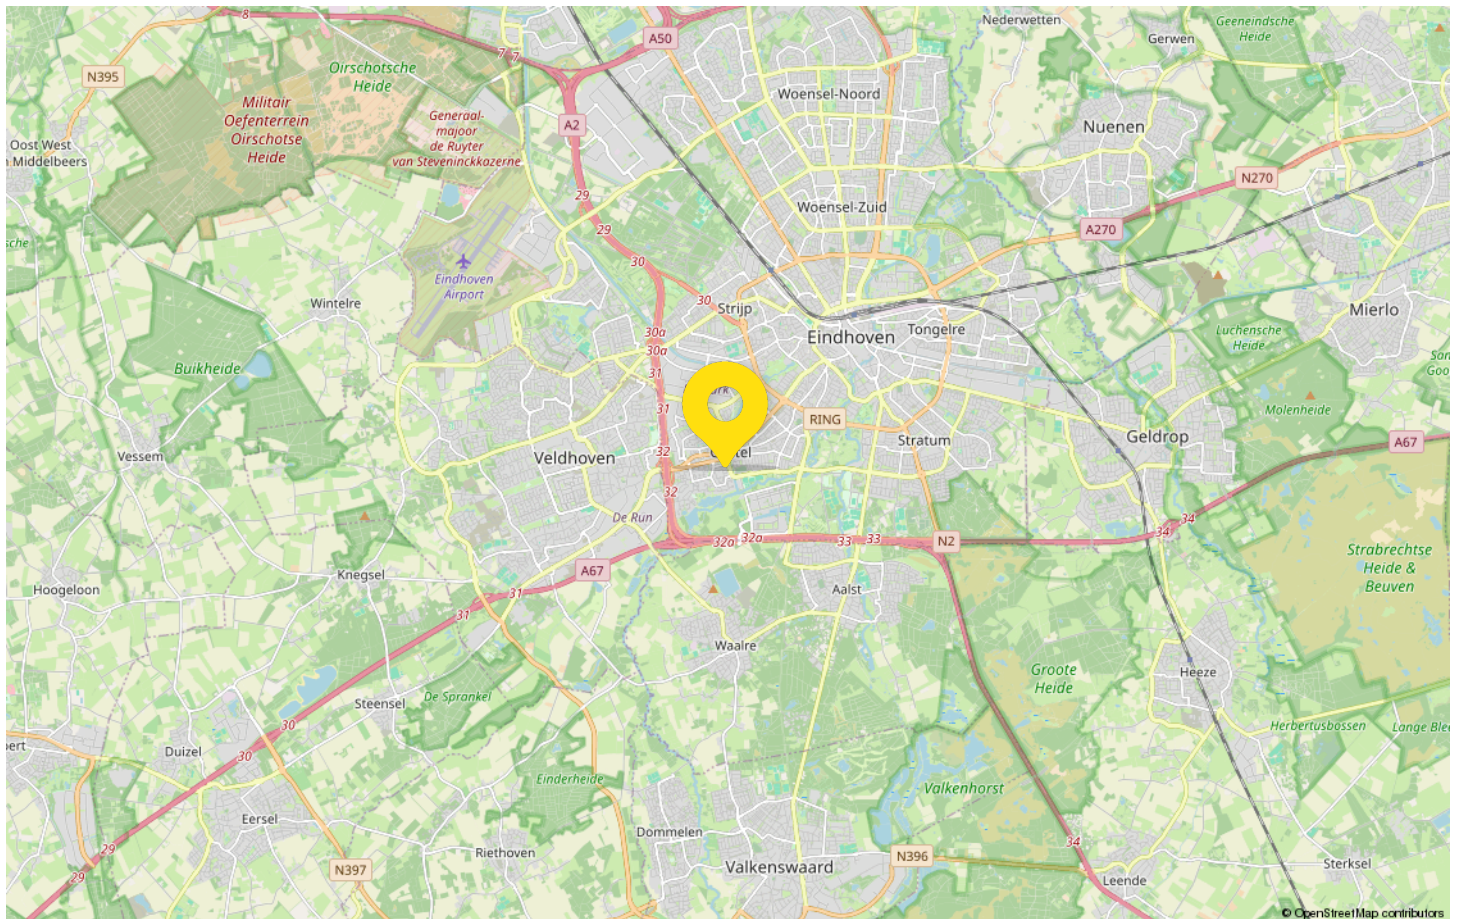 8
A50
Nederwetten
Geeneindsche
Heide
Gerwen
7
7
N395
Oirschotsche
Heide
Woensel-Noord
Militair
Oefenterrein
Oirschotse
Heide
Generaal-
majoor
de Ruyter
van Steveninckkazerne
A2
Nuenen
Oost West
Middelbeers
N270
29
Woensel-Zuid
29
A270
30
Eindhoven
Airport
Wintelre
30
Strijp
Mierlo
30a
Eindhoven
Tongelre
Luchensche
Heide
30a
Buikheide
31
31
RING
Molenheide
Stratum
Geldrop
A67
32
Vessem
Veldhoven
32
De Run
34
34
32a
32a
33
33
N2
Strabrechtse
Heide &
Beuven
A67
Knegsel
Hoogeloon
31
Aalst
31
Waalre
Groote
Heide
Heeze
De Sprankel
Steensel
30
Herbertusbossen
Duizel
30
Einderheide
Valkenhorst
Eersel
Dommelen
29
Riethoven
N396
34
N397
Valkenswaard
Sterksel
29
Leende
© OpenStreetMap contributors